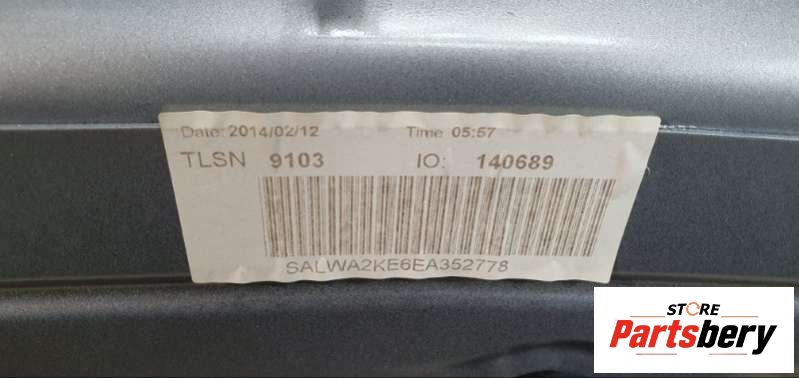 Date: 2014/02/12 Time 05:57
TLSN 9103 IO: 140689
SALWA2KE6EA352778
STORE
Partsbery